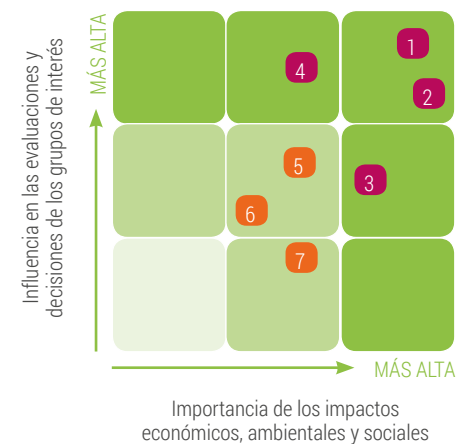 Influencia en las evaluaciones y
decisiones de los grupos de interés
MÁS ALTA
1
4
2
5
3
6
7
MÁS ALTA
Importancia de los impactos
económicos, ambientales y sociales